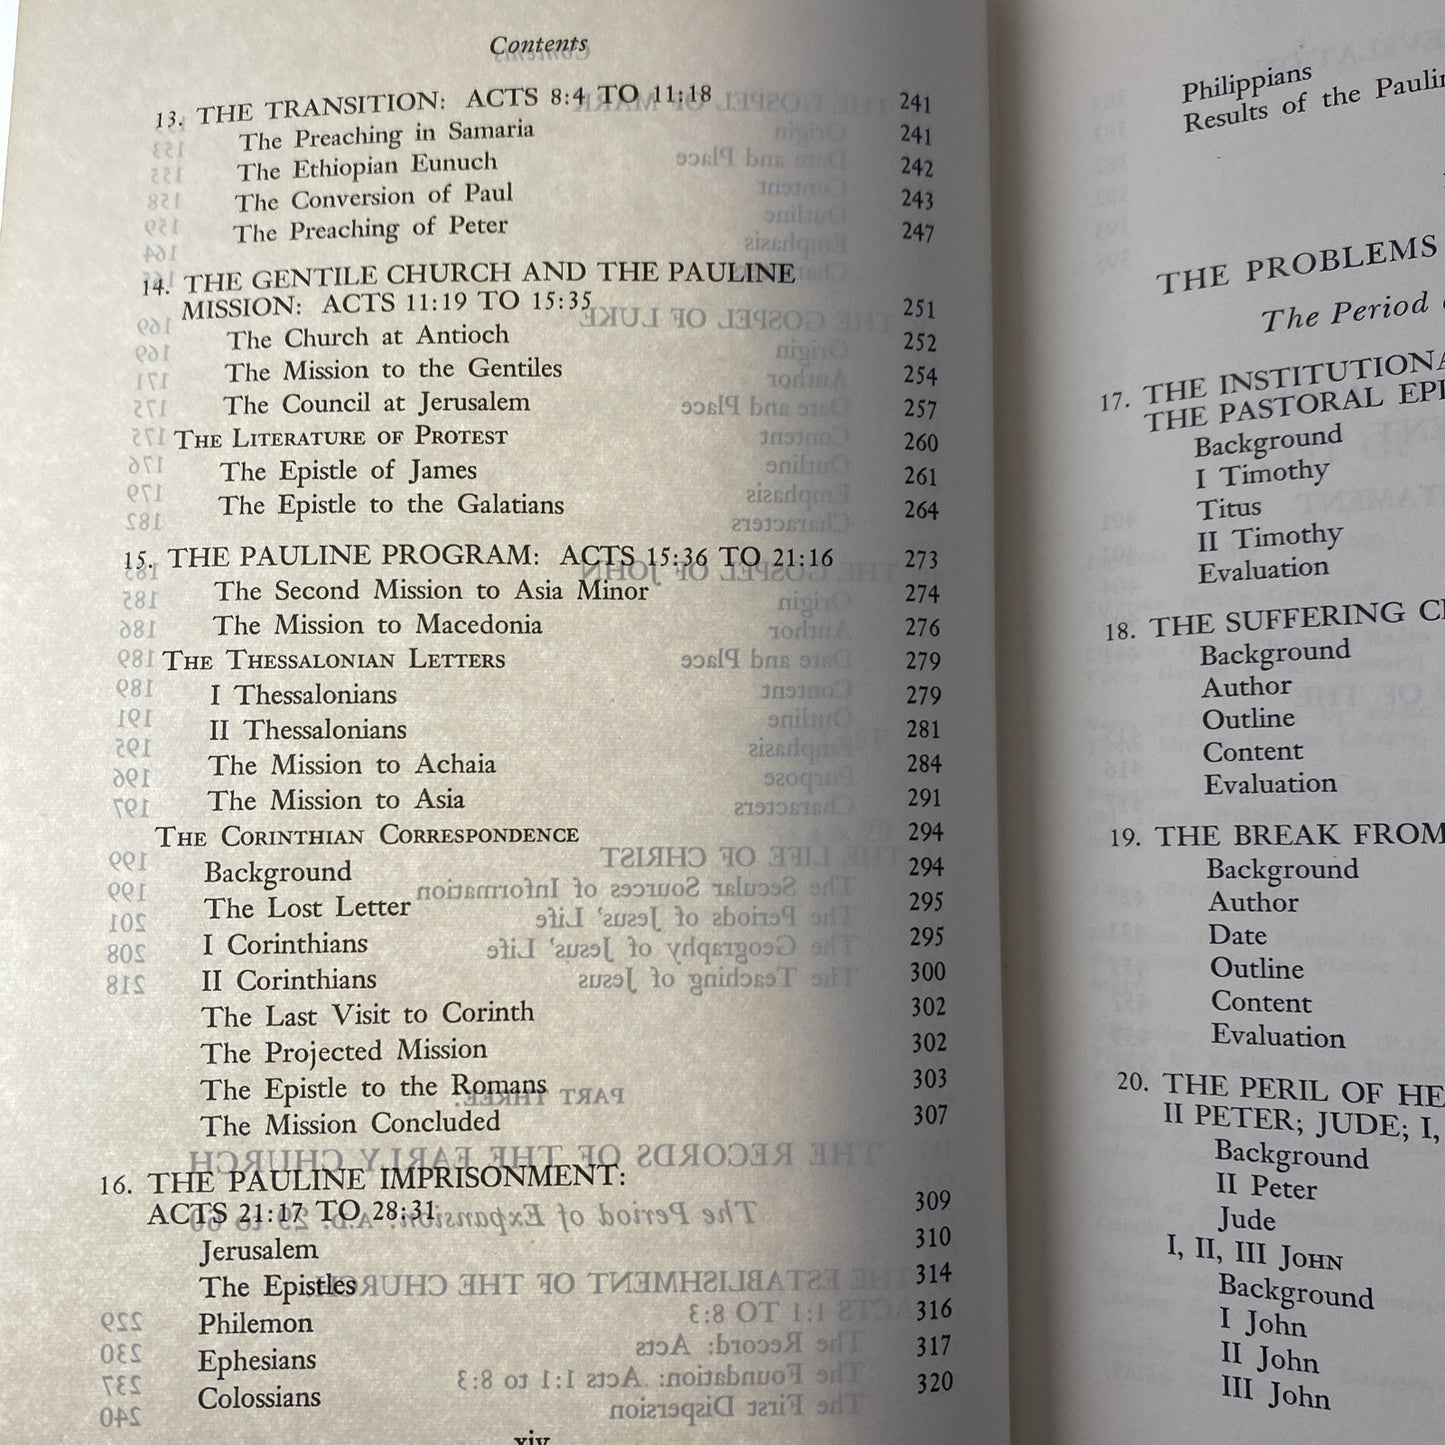 Contents
13. THE TRANSITION: ACTS 8:4 TO 11:18 241
The Preaching in Samaria 241
The Ethiopian Eunuch 242
The Conversion of Paul 243
The Preaching of Peter 247
14. THE GENTILE CHURCH AND THE PAULINE
MISSION: ACTS 11:19 TO 15:35 251
The Church at Antioch 252
The Mission to the Gentiles 254
The Council at Jerusalem 257
THE LITERATURE OF PROTEST 260
The Epistle of James 261
The Epistle to the Galatians 264
15. THE PAULINE PROGRAM: ACTS 15:36 TO 21:16 273
The Second Mission to Asia Minor 274
The Mission to Macedonia 276
THE THESSALONIAN LETTERS 279
I Thessalonians 279
II Thessalonians 281
The Mission to Achaia 284
The Mission to Asia 291
THE CORINTHIAN CORRESPONDENCE 294
Background 294
The Lost Letter 295
I Corinthians 295
II Corinthians 300
The Last Visit to Corinth 302
The Projected Mission 302
The Epistle to the Romans 303
The Mission Concluded 307
16. THE PAULINE IMPRISONMENT:
ACTS 21:17 TO 28:31 309
Jerusalem 310
The Epistles 314
Philemon 316
Ephesians 317
Colossians 320
xiv
Philippians
Results of the Paulin
THE PROBLEMS
The Period
17. THE INSTITUTIONA
THE PASTORAL EPI
Background
I Timothy
Titus
II Timothy
Evaluation
18. THE SUFFERING C
Background
Author
Outline
Content
Evaluation
19. THE BREAK FROM
Background
Author
Date
Outline
Content
Evaluation
20. THE PERIL OF HE
II PETER; JUDE; I,
Background
II Peter
Jude
I, II, III JOHN
Background
I John
II John
III John